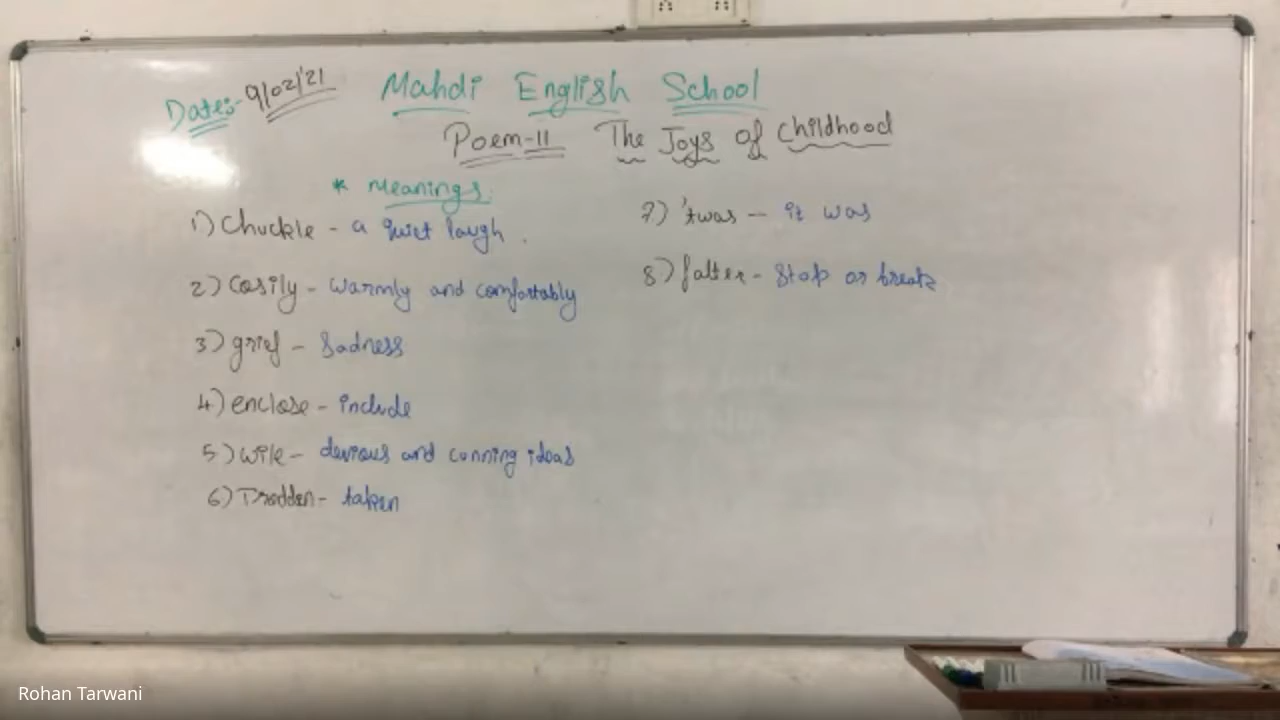 Date:- 9/02/21
Mahdi English School
Poem-11 The Joys of Childhood
* Meanings:
1) Chuckle - a quiet laugh.
2) Cosily - Warmly and comfortably
3) grief - Sadness
4) enclose - include
5) wile - devious and cunning ideas
6) Trodden - taken
7) 'twas - it was
8) falter - Stop or break
Rohan Tarwani